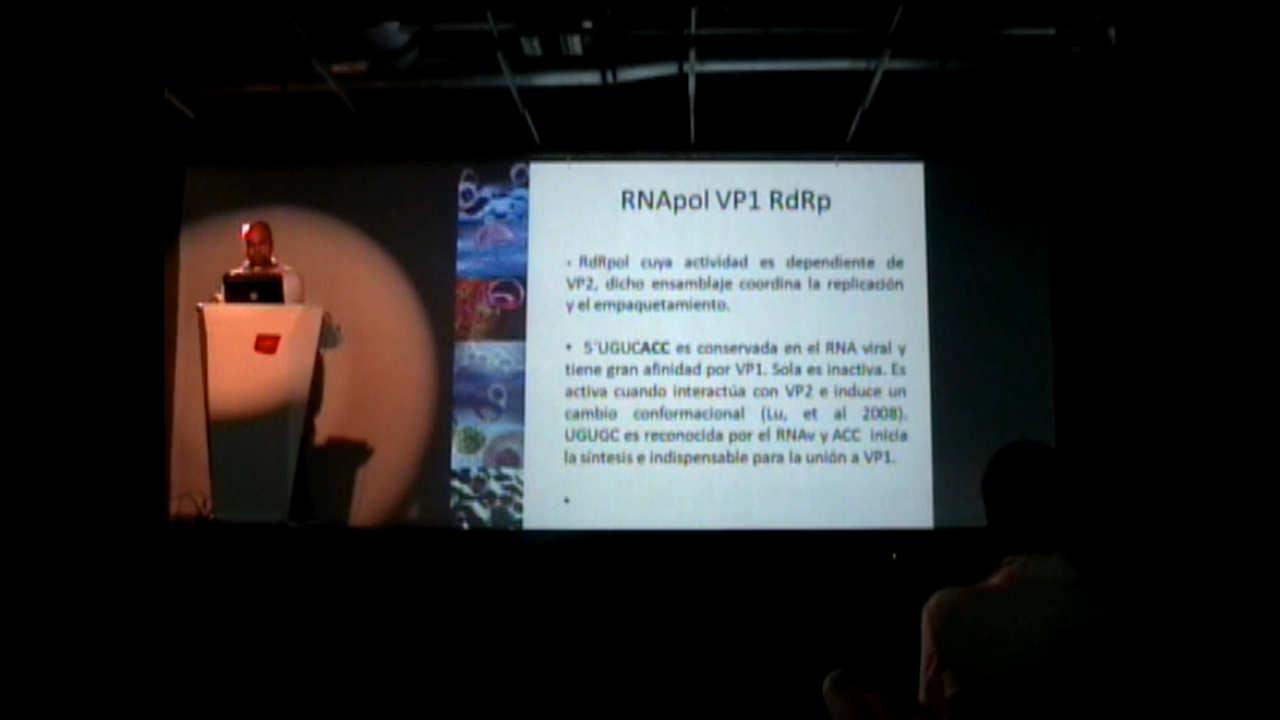 RNApol VP1 RdRp
• RdRpol cuya actividad es dependiente de
VP2, dicho ensamblaje coordina la replicación
y el empaquetamiento.
• 5´UGUCACC es conservada en el RNA viral y
tiene gran afinidad por VP1. Sola es inactiva. Es
activa cuando interactúa con VP2 e induce un
cambio conformacional (Lu, et al 2008).
UGUGC es reconocida por el RNAv y ACC inicia
la síntesis e indispensable para la unión a VP1.
•